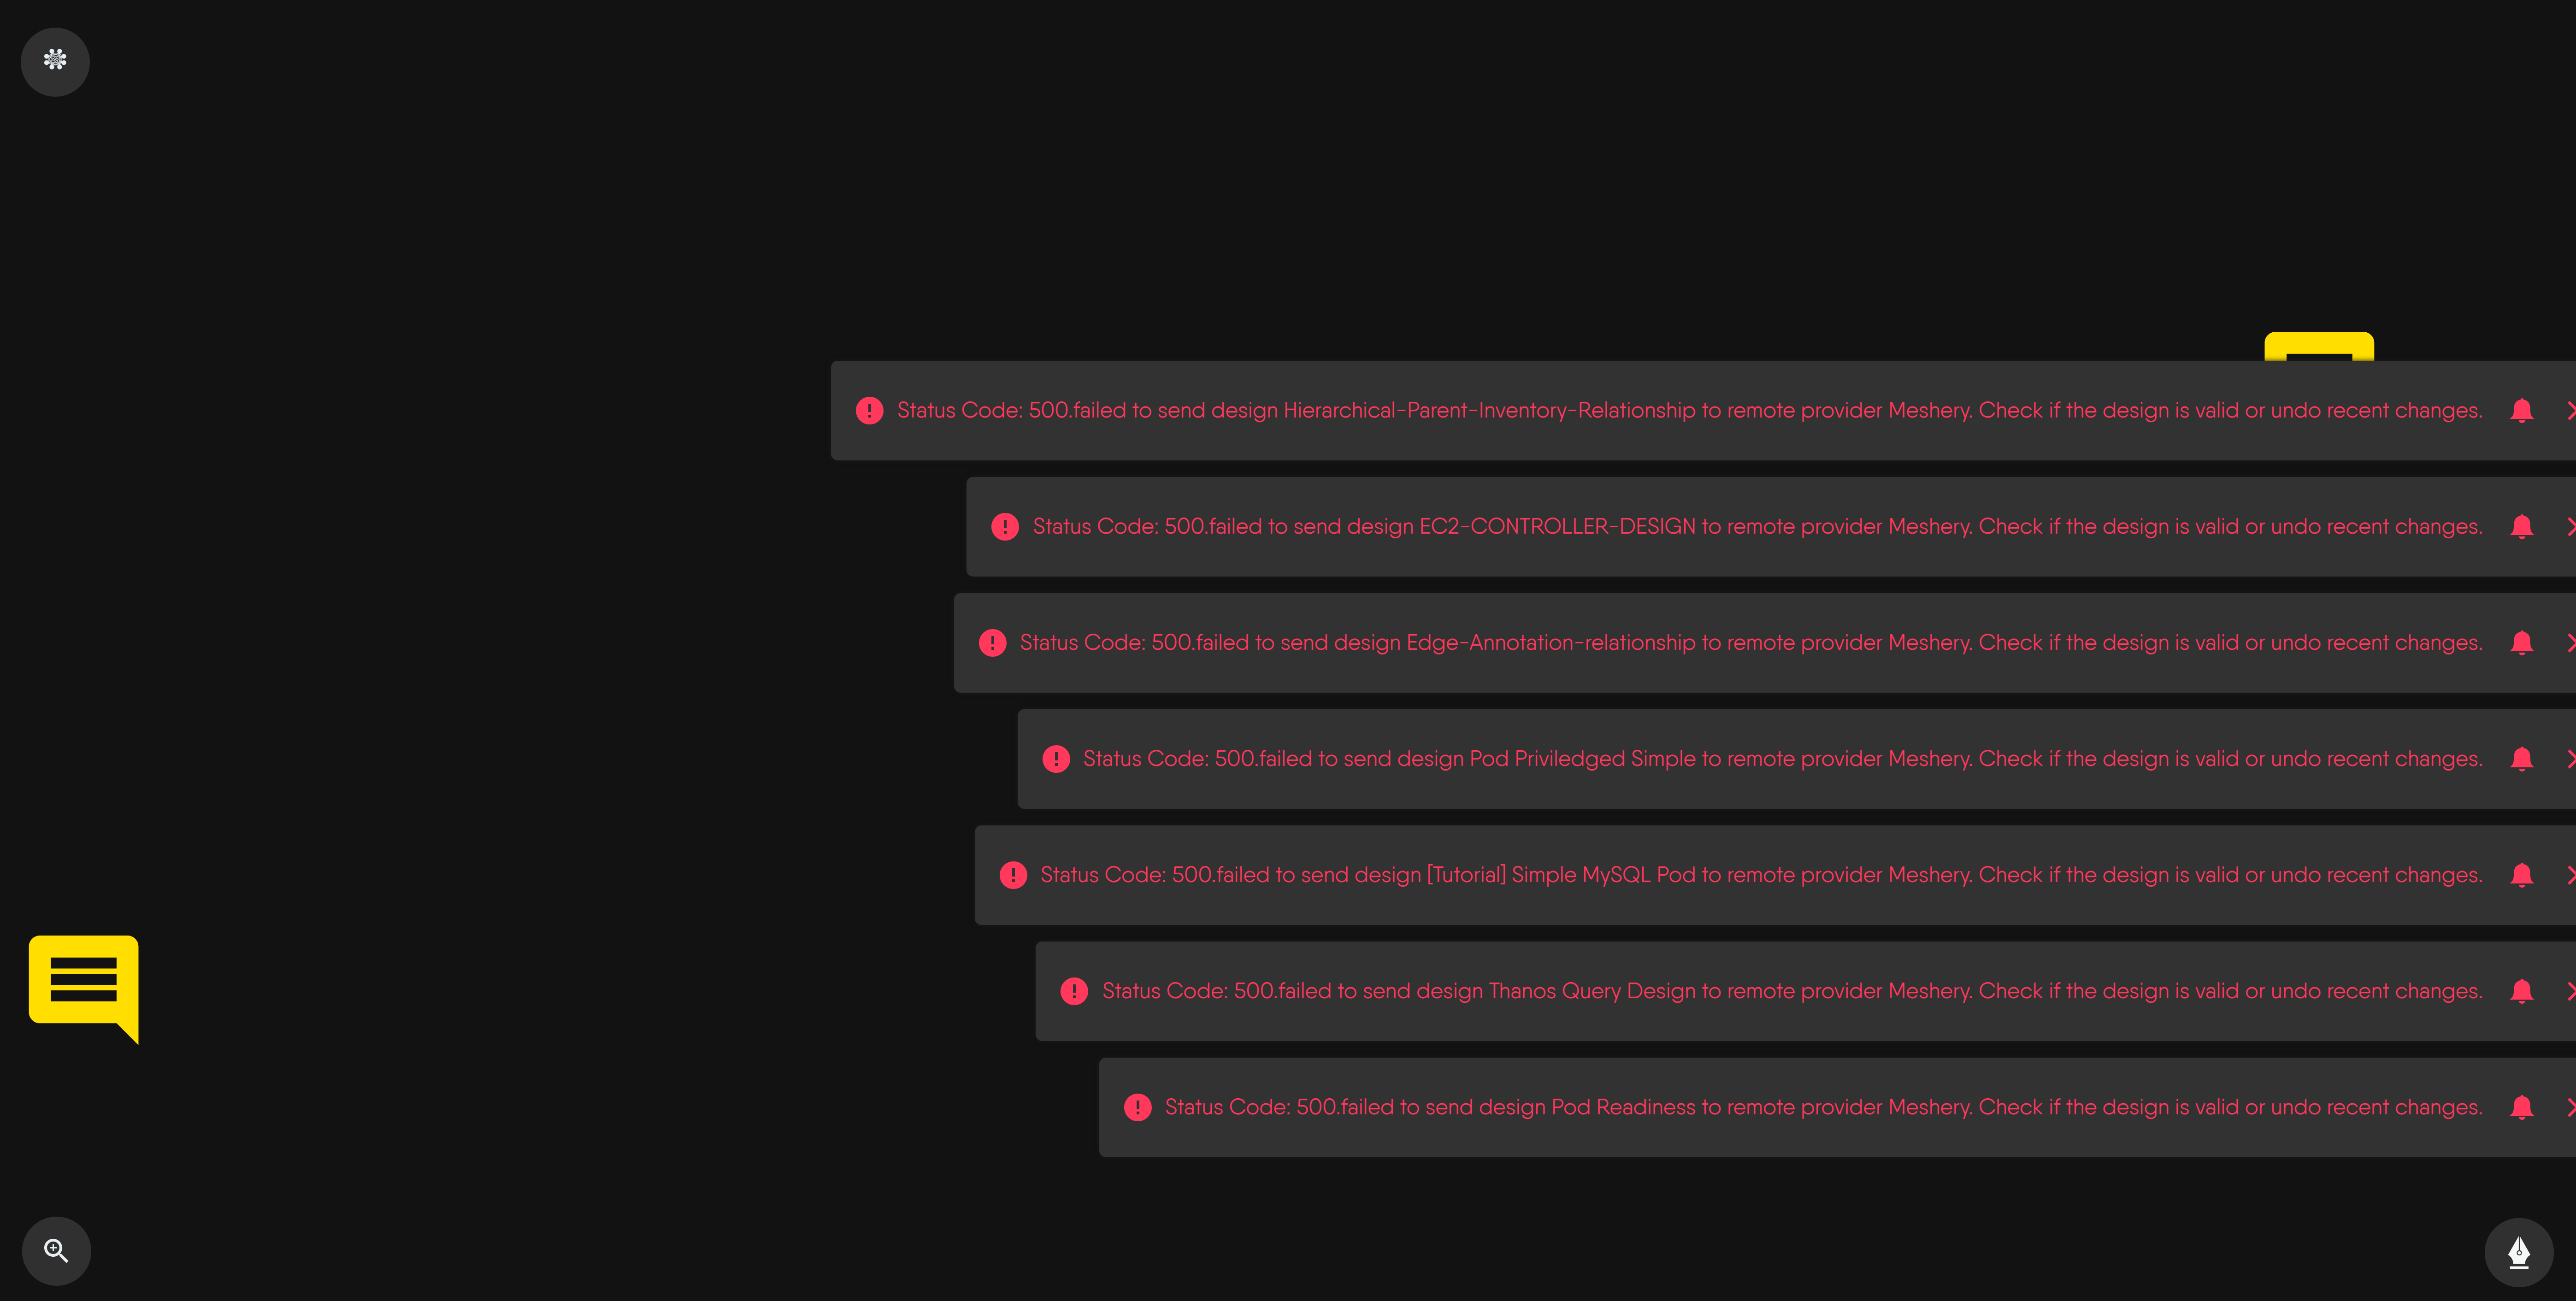 Status Code: 500.failed to send design Hierarchical-Parent-Inventory-Relationship to remote provider Meshery. Check if the design is valid or undo recent changes.
Status Code: 500.failed to send design EC2-CONTROLLER-DESIGN to remote provider Meshery. Check if the design is valid or undo recent changes.
Status Code: 500.failed to send design Edge-Annotation-relationship to remote provider Meshery. Check if the design is valid or undo recent changes.
Status Code: 500.failed to send design Pod Priviledged Simple to remote provider Meshery. Check if the design is valid or undo recent changes.
Status Code: 500.failed to send design [Tutorial] Simple MySQL Pod to remote provider Meshery. Check if the design is valid or undo recent changes.
Status Code: 500.failed to send design Thanos Query Design to remote provider Meshery. Check if the design is valid or undo recent changes.
Status Code: 500.failed to send design Pod Readiness to remote provider Meshery. Check if the design is valid or undo recent changes.